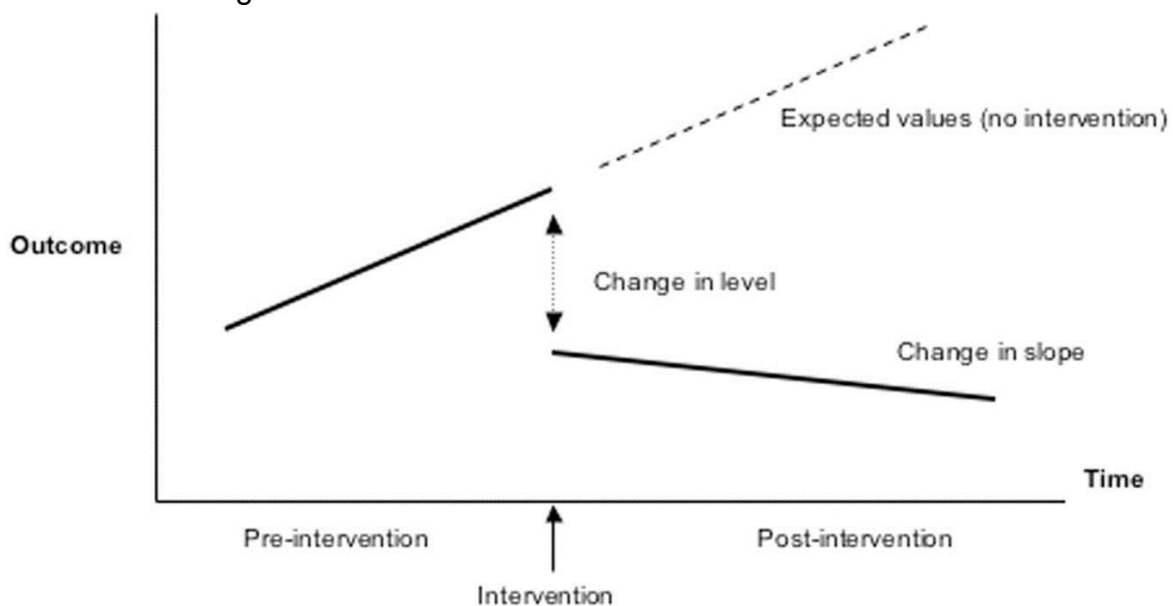 Expected values (no intervention)
Outcome
Change in level
Change in slope
Time
Pre-intervention
Post-intervention
Intervention